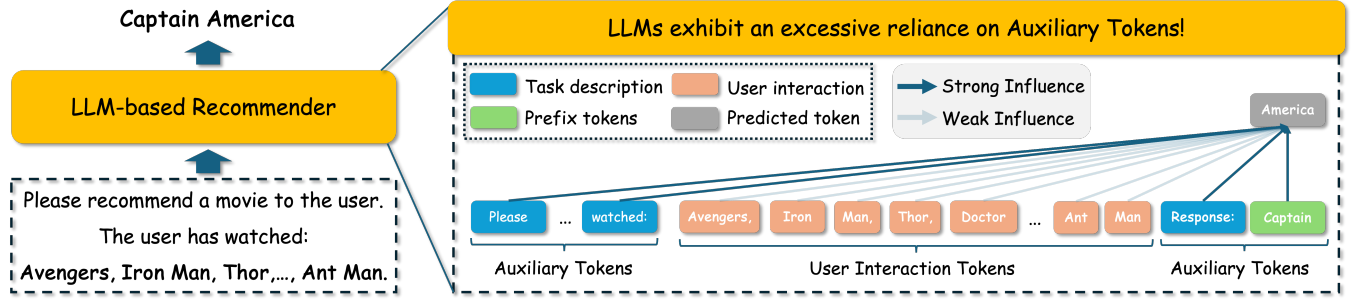 Captain America
LLM-based Recommender
Please recommend a movie to the user.
The user has watched:
Avengers, Iron Man, Thor,..., Ant Man.
LLMs exhibit an excessive reliance on Auxiliary Tokens!
Task description
User interaction
Prefix tokens
Predicted token
Strong Influence
Weak Influence
America
Please ... watched: Avengers, Iron Man, Thor, Doctor ... Ant Man Response: Captain
Auxiliary Tokens
User Interaction Tokens
Auxiliary Tokens